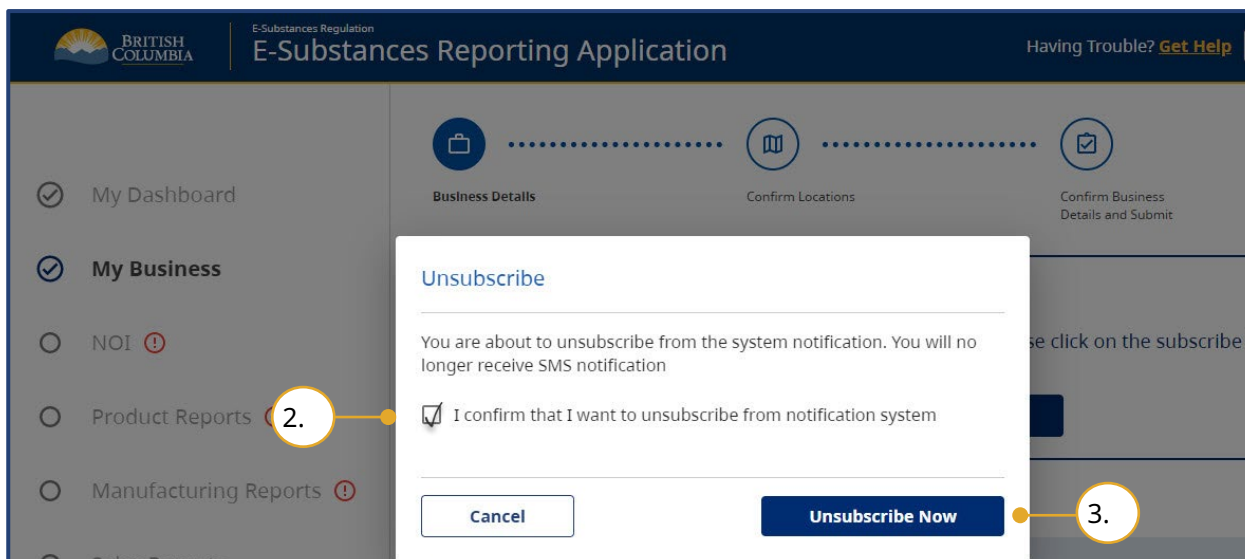 BRITISH
COLUMBIA
E-Substances Regulation
E-Substances Reporting Application
Having Trouble? Get Help
Business Details
Confirm Locations
Confirm Business
Details and Submit
My Dashboard
My Business
NOI
Product Reports
Manufacturing Reports
Unsubscribe
You are about to unsubscribe from the system notification. You will no
longer receive SMS notification
se click on the subscribe
2.
I confirm that I want to unsubscribe from notification system
Cancel
Unsubscribe Now
3.